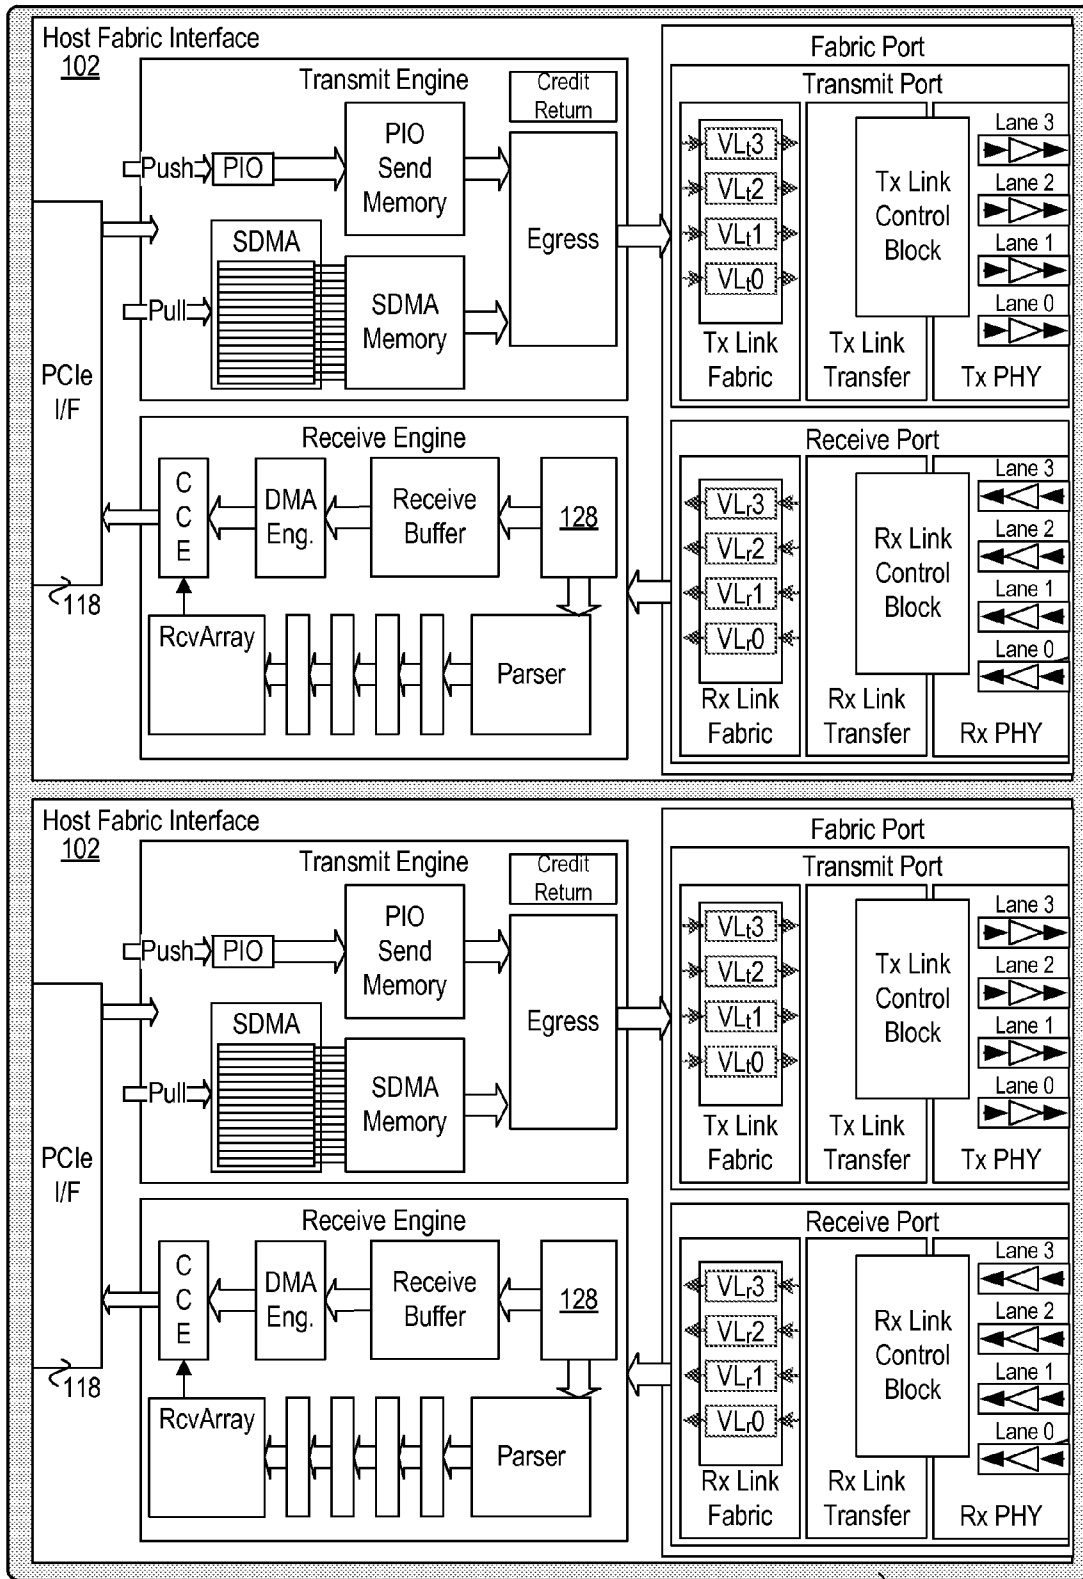 Host Fabric Interface
102
Transmit Engine
Credit
Return
Push
PIO
PIO
Send
Memory
SDMA
Pull
SDMA
Memory
Egress
PCIe
I/F
118
Receive Engine
C
C
E
DMA
Eng.
Receive
Buffer
128
RcvArray
Parser
Fabric Port
Transmit Port
VLt3
VLt2
VLt1
VLt0
Tx Link
Fabric
Tx Link
Control
Block
Tx Link
Transfer
Lane 3
Lane 2
Lane 1
Lane 0
Tx PHY
Receive Port
VLr3
VLr2
VLr1
VLr0
Rx Link
Fabric
Rx Link
Control
Block
Rx Link
Transfer
Lane 3
Lane 2
Lane 1
Lane 0
Rx PHY
Host Fabric Interface
102
Transmit Engine
Credit
Return
Push
PIO
PIO
Send
Memory
SDMA
Pull
SDMA
Memory
Egress
PCIe
I/F
118
Receive Engine
C
C
E
DMA
Eng.
Receive
Buffer
128
RcvArray
Parser
Fabric Port
Transmit Port
VLt3
VLt2
VLt1
VLt0
Tx Link
Fabric
Tx Link
Control
Block
Tx Link
Transfer
Lane 3
Lane 2
Lane 1
Lane 0
Tx PHY
Receive Port
VLr3
VLr2
VLr1
VLr0
Rx Link
Fabric
Rx Link
Control
Block
Rx Link
Transfer
Lane 3
Lane 2
Lane 1
Lane 0
Rx PHY